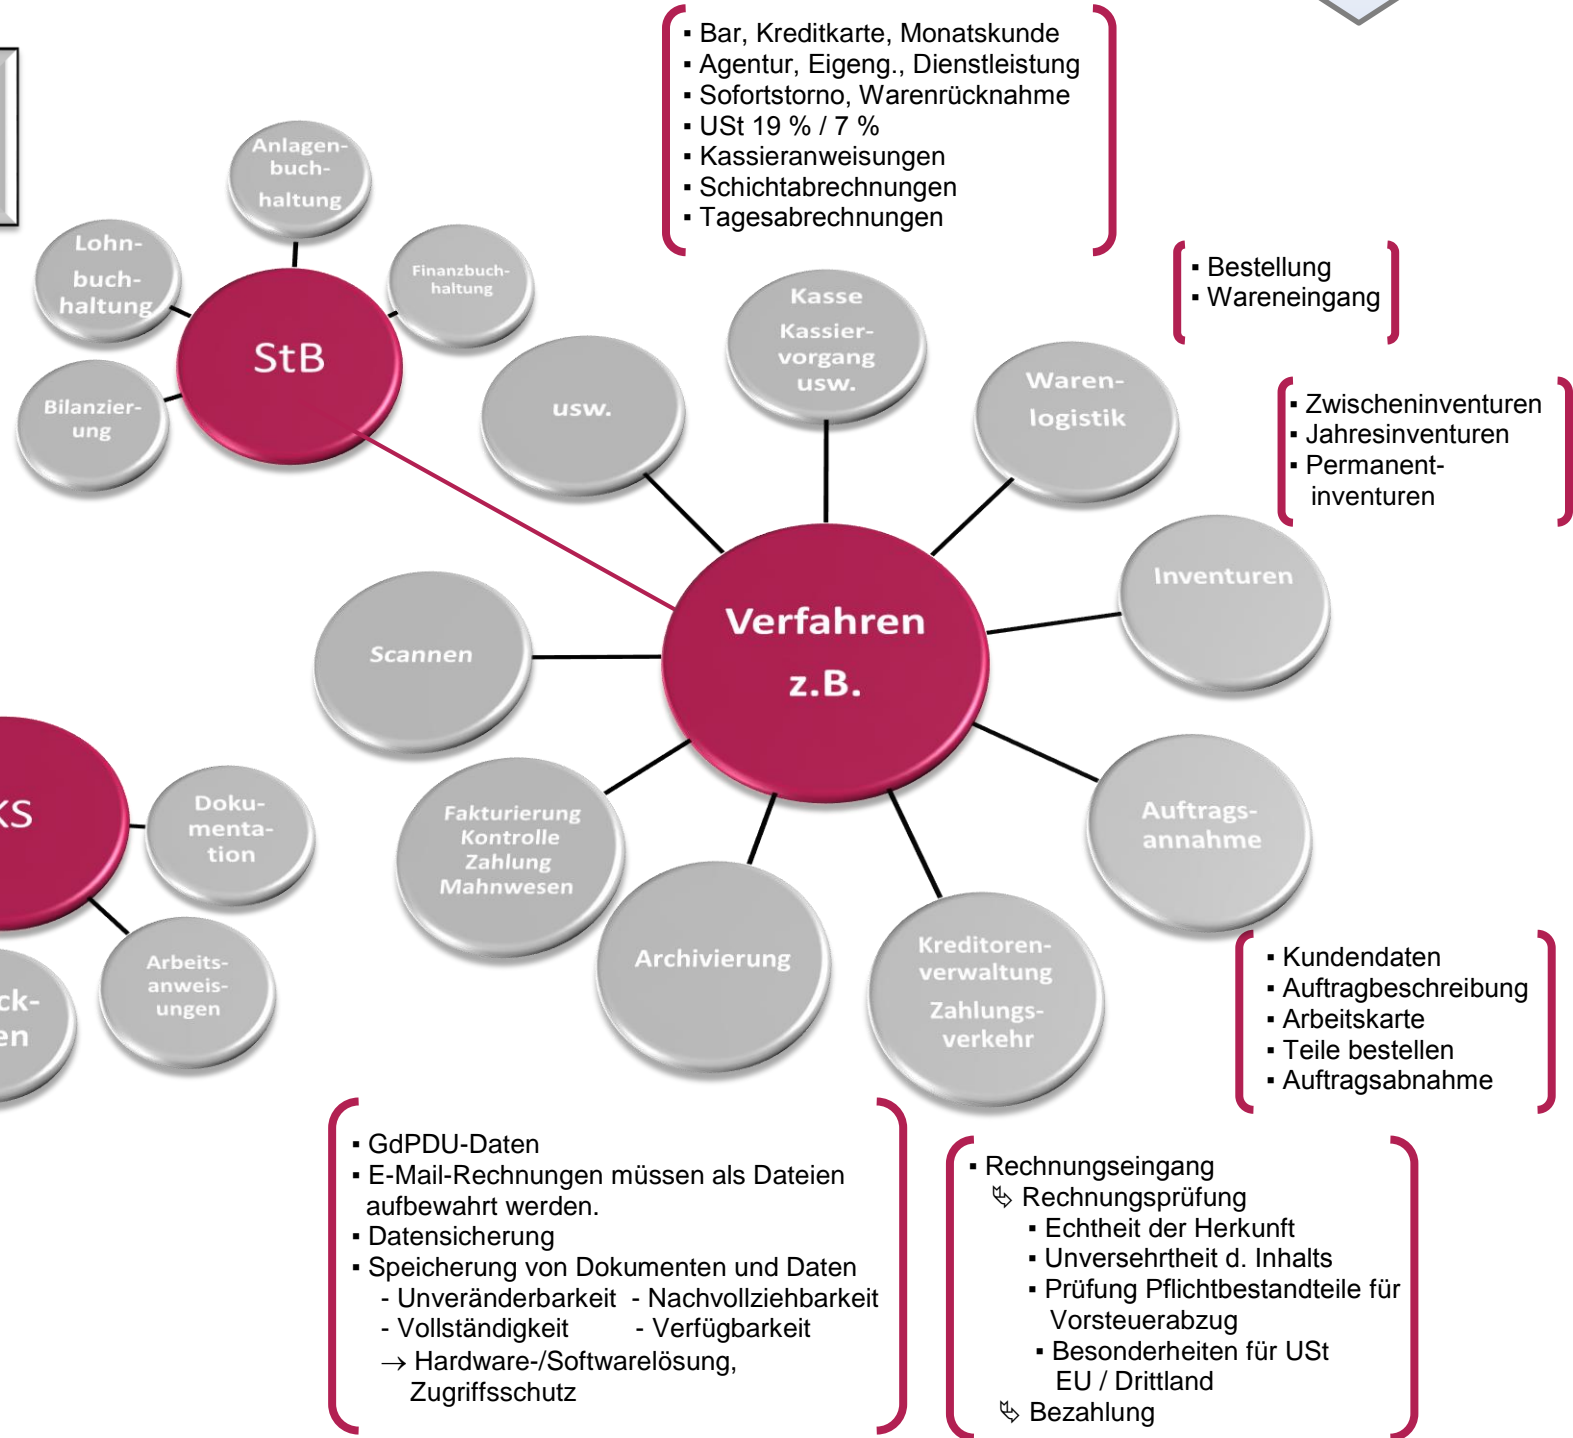 ▪ Bar, Kreditkarte, Monatskunde
▪ Agentur, Eigeng., Dienstleistung
▪ Sofortstorno, Warenrücknahme
▪ USt 19 % / 7 %
▪ Kassieranweisungen
▪ Schichtabrechnungen
▪ Tagesabrechnungen
Anlagen-
buch-
haltung
Lohn-
buch-
haltung
Finanzbuch-
haltung
StB
Bilanzier-
ung
▪ Bestellung
▪ Wareneingang
Kasse
Kassier-
vorgang
usw.
usw.
Waren-
logistik
▪ Zwischeninventuren
▪ Jahresinventuren
▪ Permanent-
inventuren
Inventuren
Verfahren
z.B.
Scannen
KS
Doku-
menta-
tion
Arbeits-
anweis-
ungen
ck-
en
Fakturierung
Kontrolle
Zahlung
Mahnwesen
Archivierung
Kreditoren-
verwaltung
Zahlungs-
verkehr
Auftrags-
annahme
▪ Kundendaten
▪ Auftragbeschreibung
▪ Arbeitskarte
▪ Teile bestellen
▪ Auftragsabnahme
▪ GdPDU-Daten
▪ E-Mail-Rechnungen müssen als Dateien
aufbewahrt werden.
▪ Datensicherung
▪ Speicherung von Dokumenten und Daten
- Unveränderbarkeit - Nachvollziehbarkeit
- Vollständigkeit - Verfügbarkeit
→ Hardware-/Softwarelösung,
Zugriffsschutz
▪ Rechnungseingang
↳ Rechnungsprüfung
▪ Echtheit der Herkunft
▪ Unversehrtheit d. Inhalts
▪ Prüfung Pflichtbestandteile für
Vorsteuerabzug
▪ Besonderheiten für USt
EU / Drittland
↳ Bezahlung